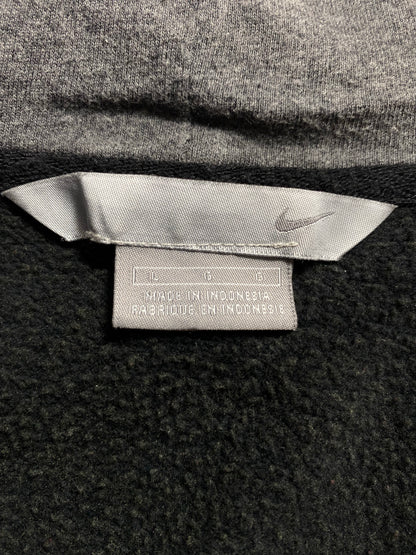 L G G
MADE IN INDONESIA
FABRIQUE EN INDONESIE